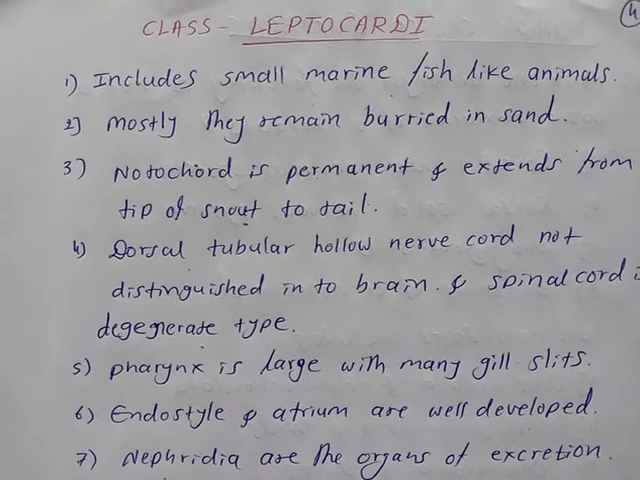 4
CLASS - LEPTOCARDI
1) Includes small marine fish like animals.
2) mostly They remain burried in sand.
3) Notochord is permanent & extends from
tip of snout to tail.
4) Dorsal tubular hollow nerve cord not
distinguished in to brain. & spinal cord i
degenerate type.
5) pharynx is large with many gill slits.
6) Endostyle & atrium are well developed.
7) Nephridia are The organs of excretion.